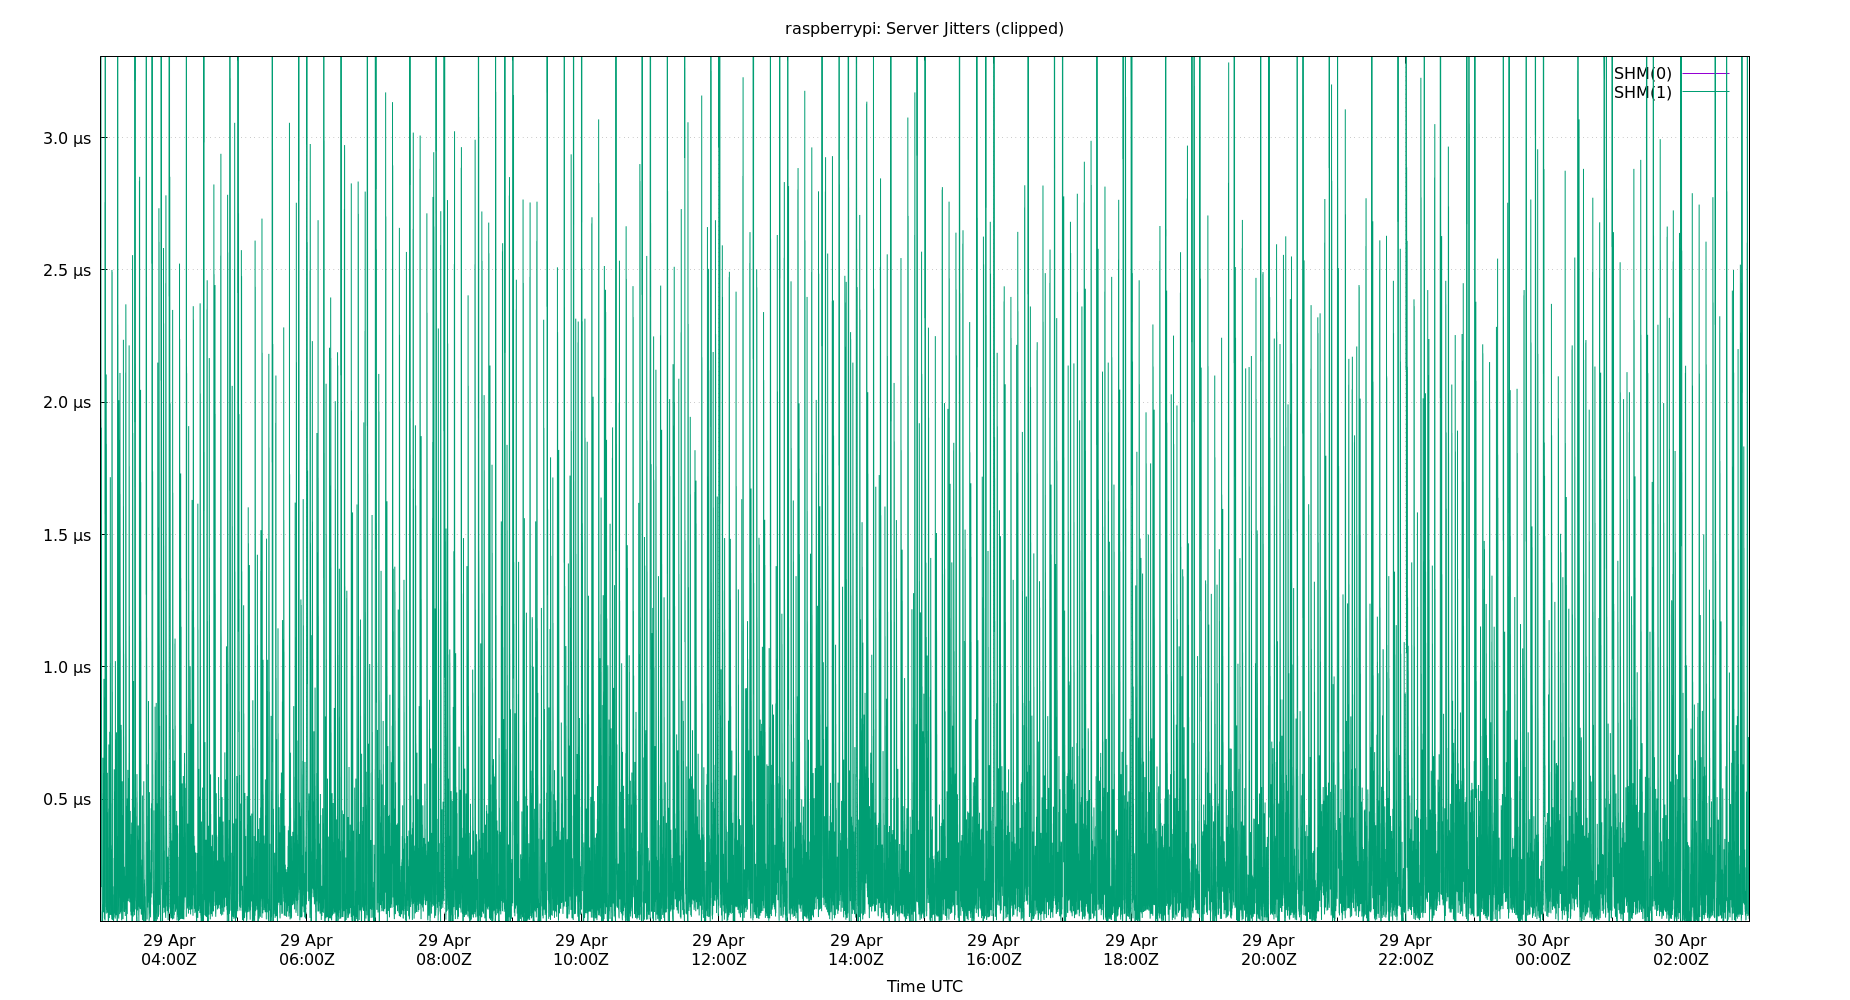 raspberrypi: Server Jitters (clipped)
SHM(0)
SHM(1)
3.0 µs
2.5 µs
2.0 µs
1.5 µs
1.0 µs
0.5 µs
29 Apr 29 Apr 29 Apr 29 Apr 29 Apr 29 Apr 29 Apr 29 Apr 29 Apr 29 Apr 30 Apr 30 Apr
04:00Z 06:00Z 08:00Z 10:00Z 12:00Z 14:00Z 16:00Z 18:00Z 20:00Z 22:00Z 00:00Z 02:00Z
Time UTC